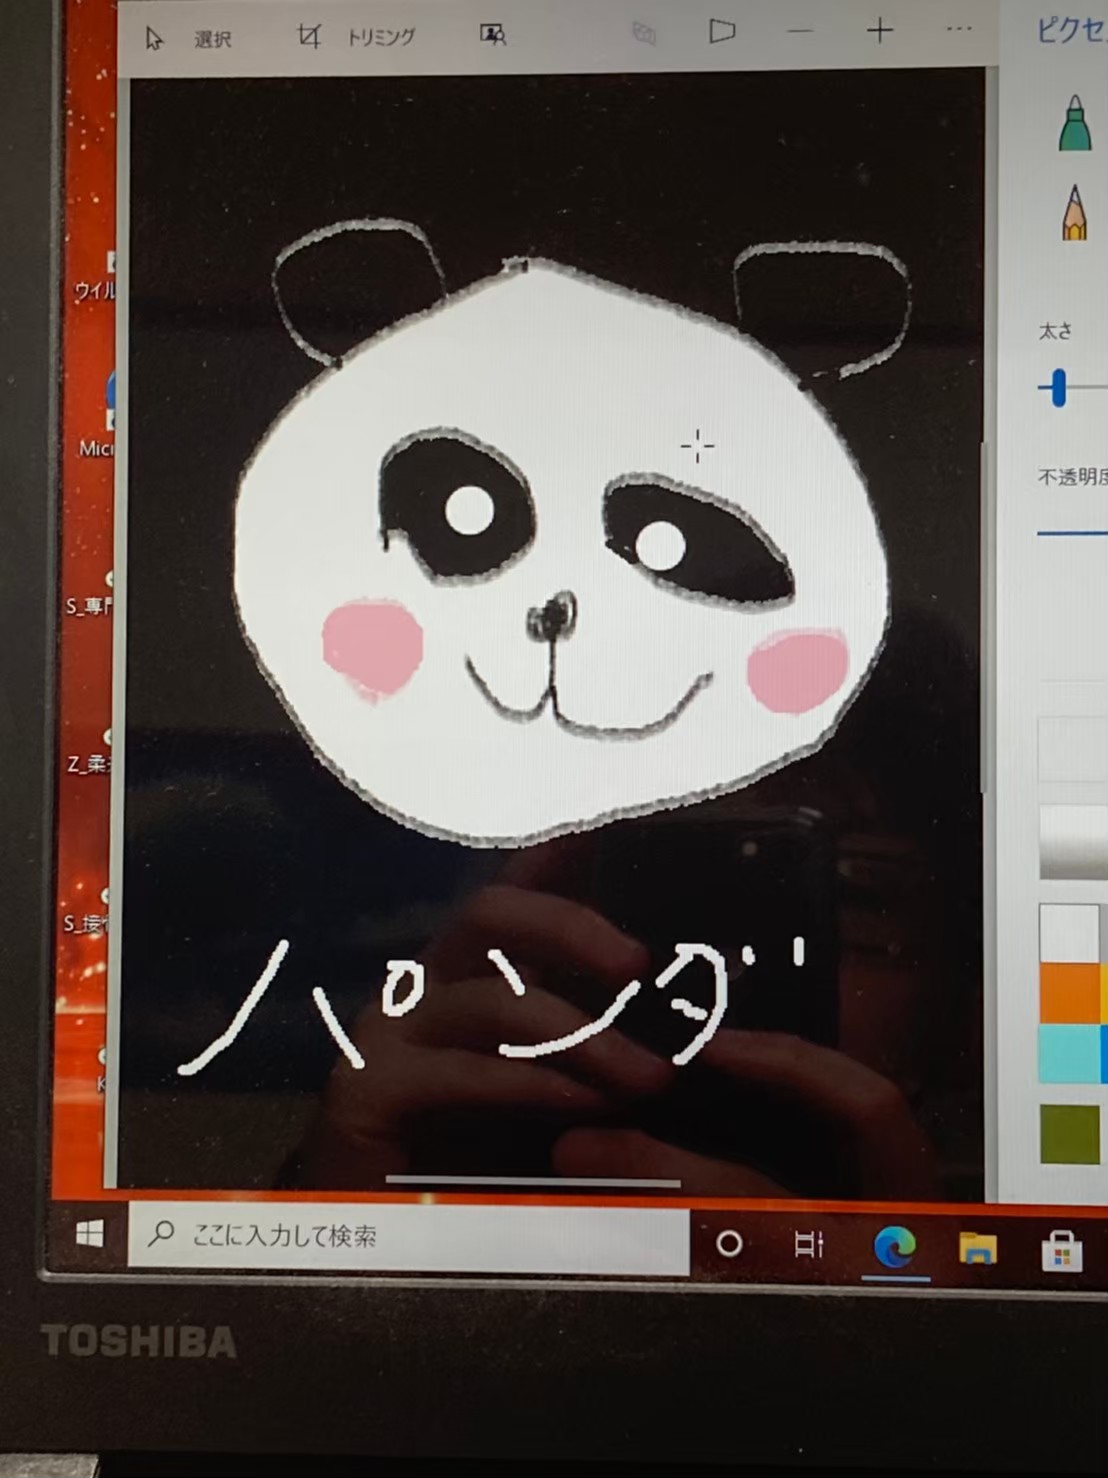 選択 トリミング
ピクセ
太さ
不透明度
ウイル
Micr
S_専門
Z_柔
S_接
K
パンダ
ここに入力して検索
TOSHIBA